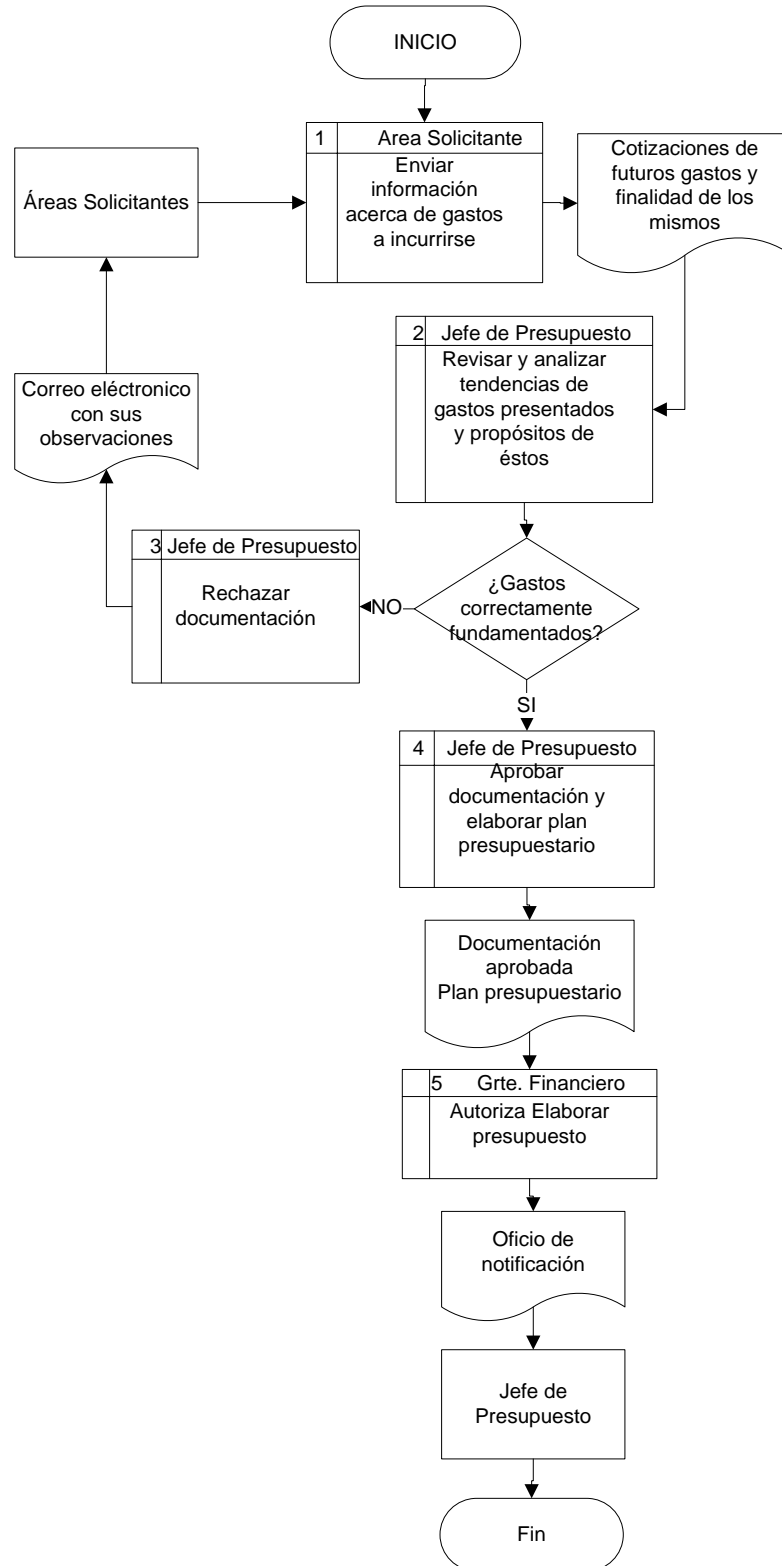 INICIO
1 Area Solicitante
Enviar
información
acerca de gastos
a incurrirse
Cotizaciones de
futuros gastos y
finalidad de los
mismos
Áreas Solicitantes
2 Jefe de Presupuesto
Revisar y analizar
tendencias de
gastos presentados
y propósitos de
éstos
Correo eléctronico
con sus
observaciones
3 Jefe de Presupuesto
Rechazar
documentación
NO
¿Gastos
correctamente
fundamentados?
SI
4 Jefe de Presupuesto
Aprobar
documentación y
elaborar plan
presupuestario
Documentación
aprobada
Plan presupuestario
5 Grte. Financiero
Autoriza Elaborar
presupuesto
Oficio de
notificación
Jefe de
Presupuesto
Fin